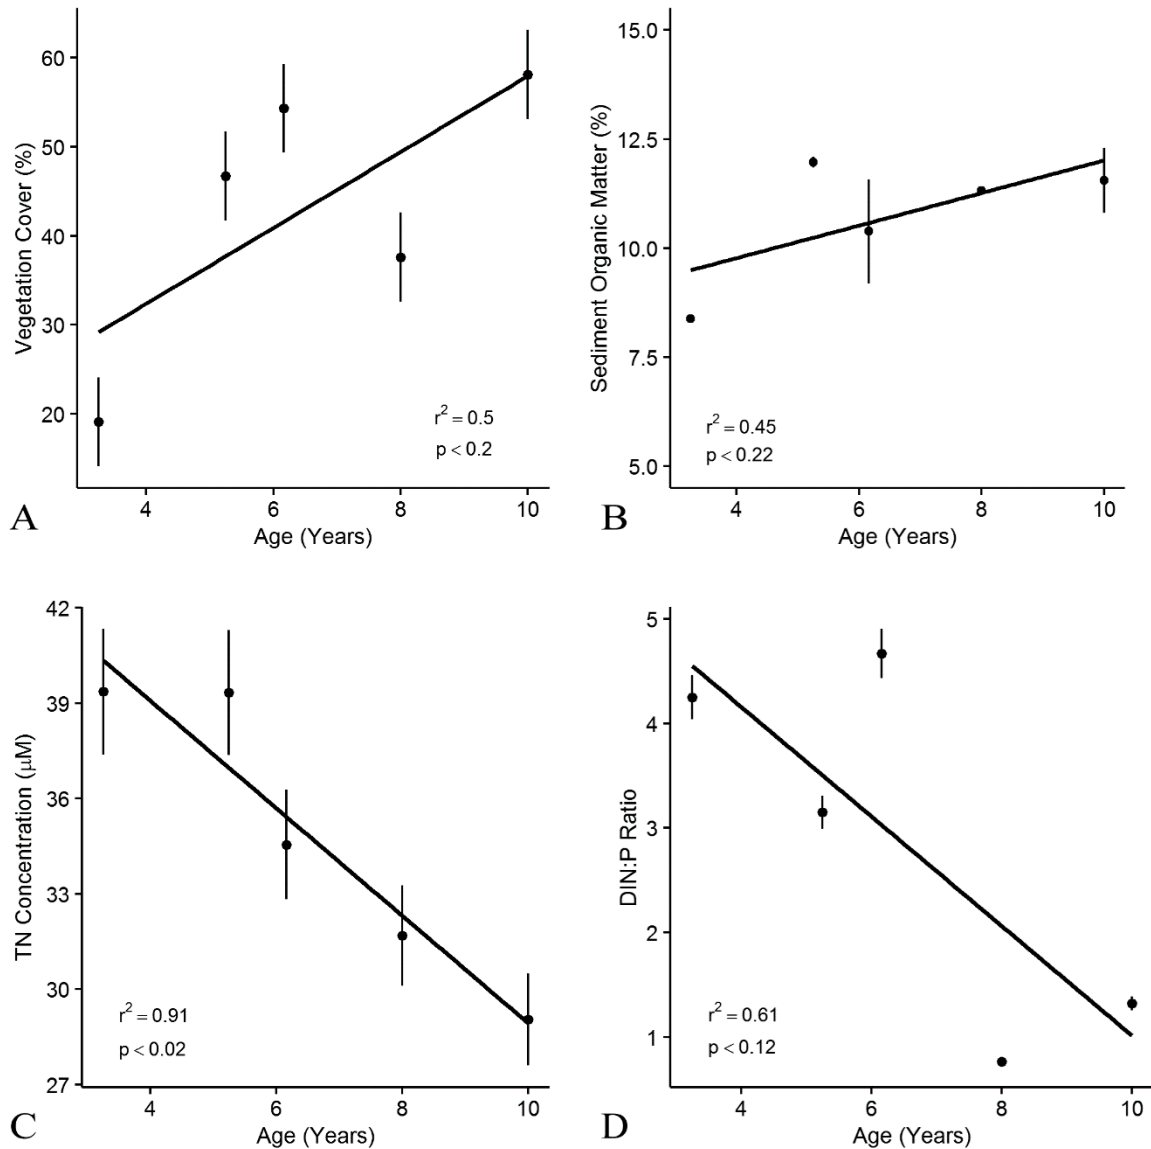 Vegetation Cover (%)
60
50
40
30
20
r² = 0.5
p < 0.2
4 6 8 10
Age (Years)
A
Sediment Organic Matter (%)
15.0
12.5
10.0
7.5
5.0
r² = 0.45
p < 0.22
4 6 8 10
Age (Years)
B
TN Concentration (μM)
42
39
36
33
30
27
r² = 0.91
p < 0.02
4 6 8 10
Age (Years)
C
DIN:P Ratio
5
4
3
2
1
r² = 0.61
p < 0.12
4 6 8 10
Age (Years)
D